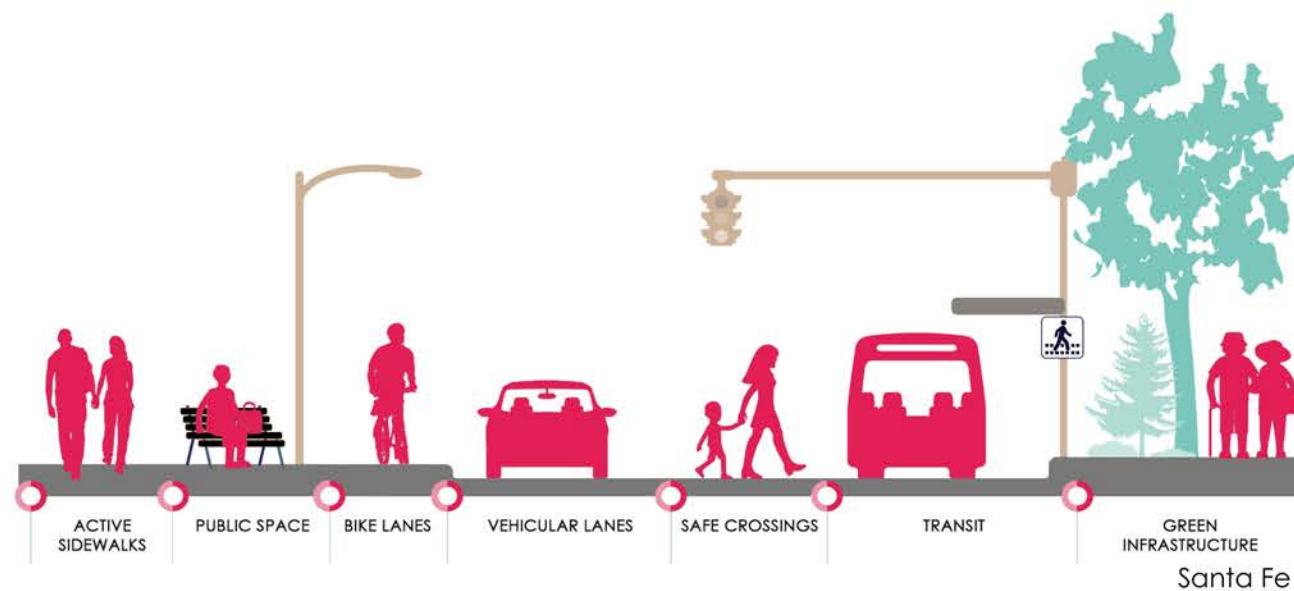 ACTIVE
SIDEWALKS
PUBLIC SPACE
BIKE LANES
VEHICULAR LANES
SAFE CROSSINGS
TRANSIT
GREEN
INFRASTRUCTURE
Santa Fe